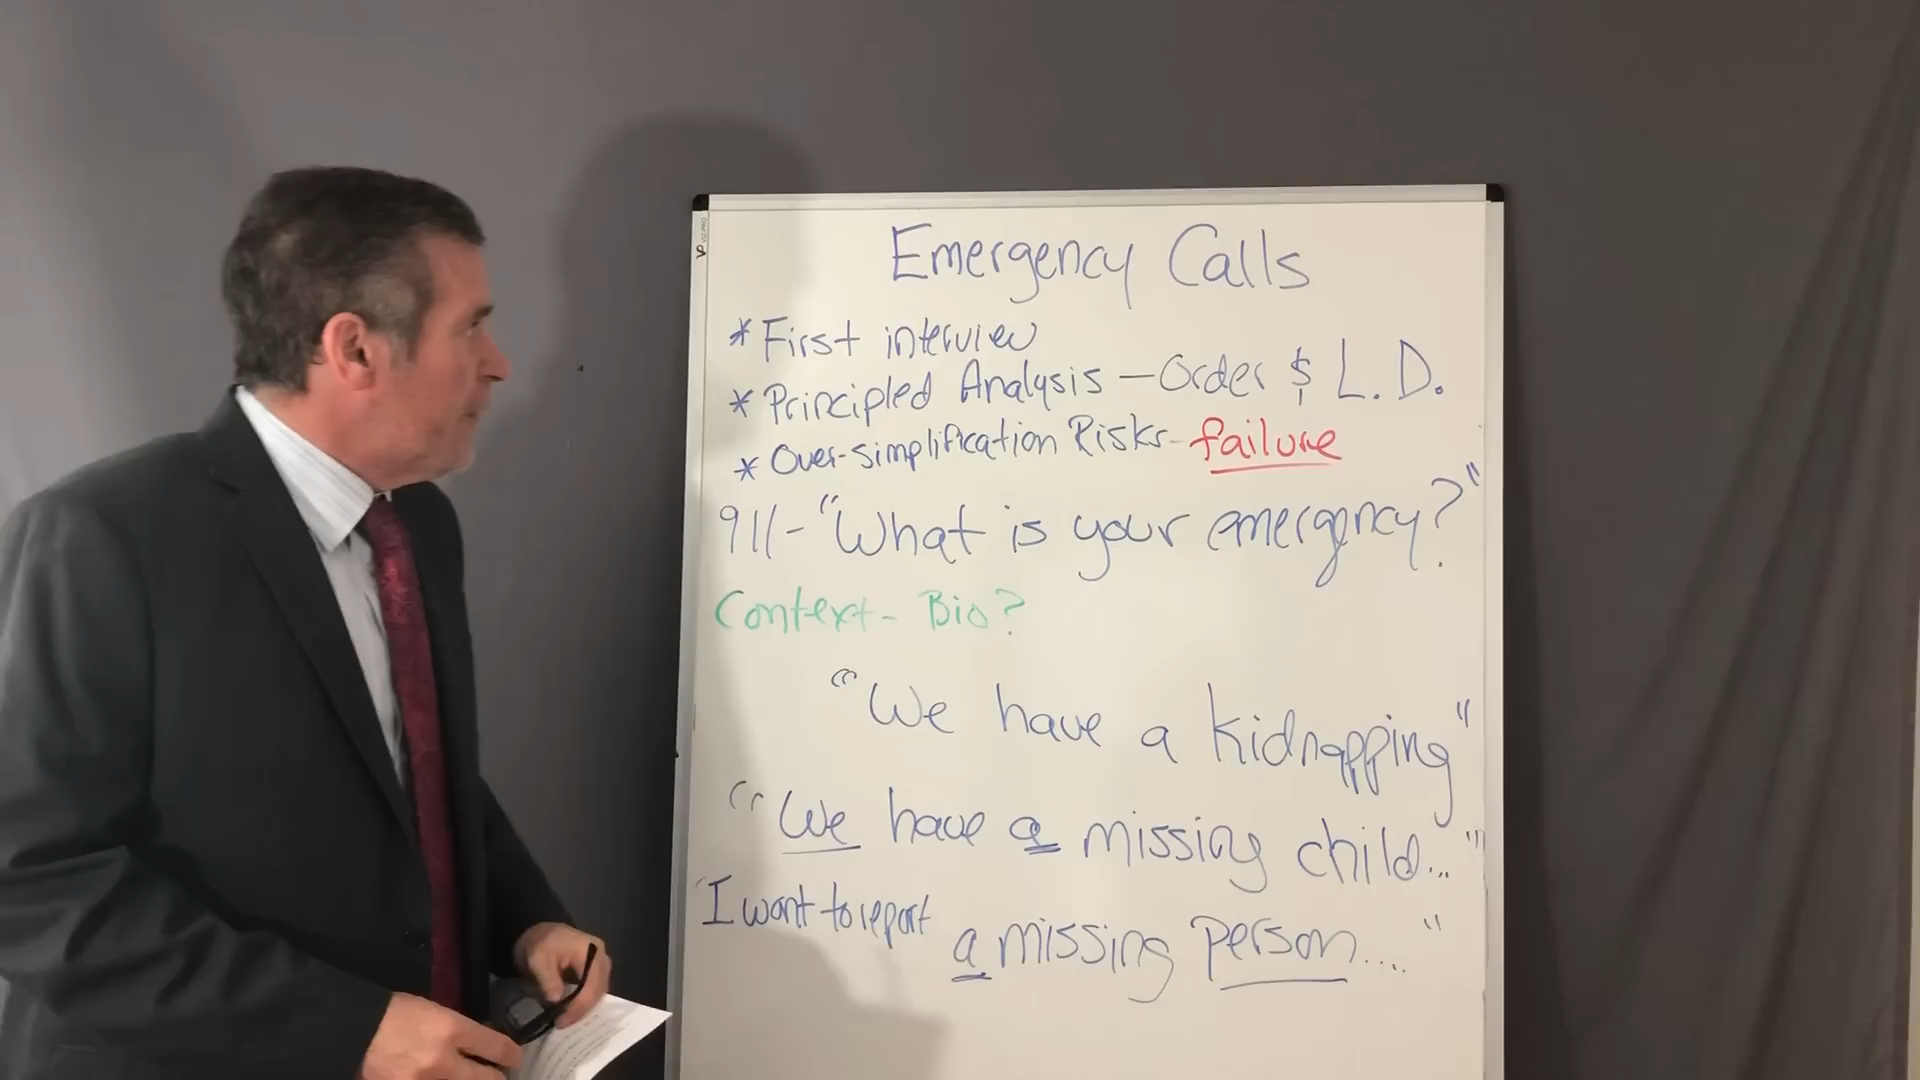 Emergency Calls
* First interview
* Principled Analysis – Order & L. D.
* Over-simplification Risks - failure
911- "What is your emergency?"
Context - Bio?
"We have a kidnapping"
"We have a missing child..."
"I want to report a missing person...."